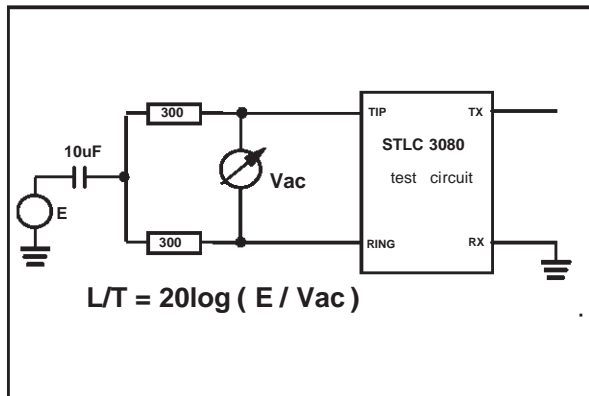 300
TIP
TX
STLC 3080
10uF
test circuit
Vac
E
300
RING
RX
L/T = 20log ( E / Vac )
.